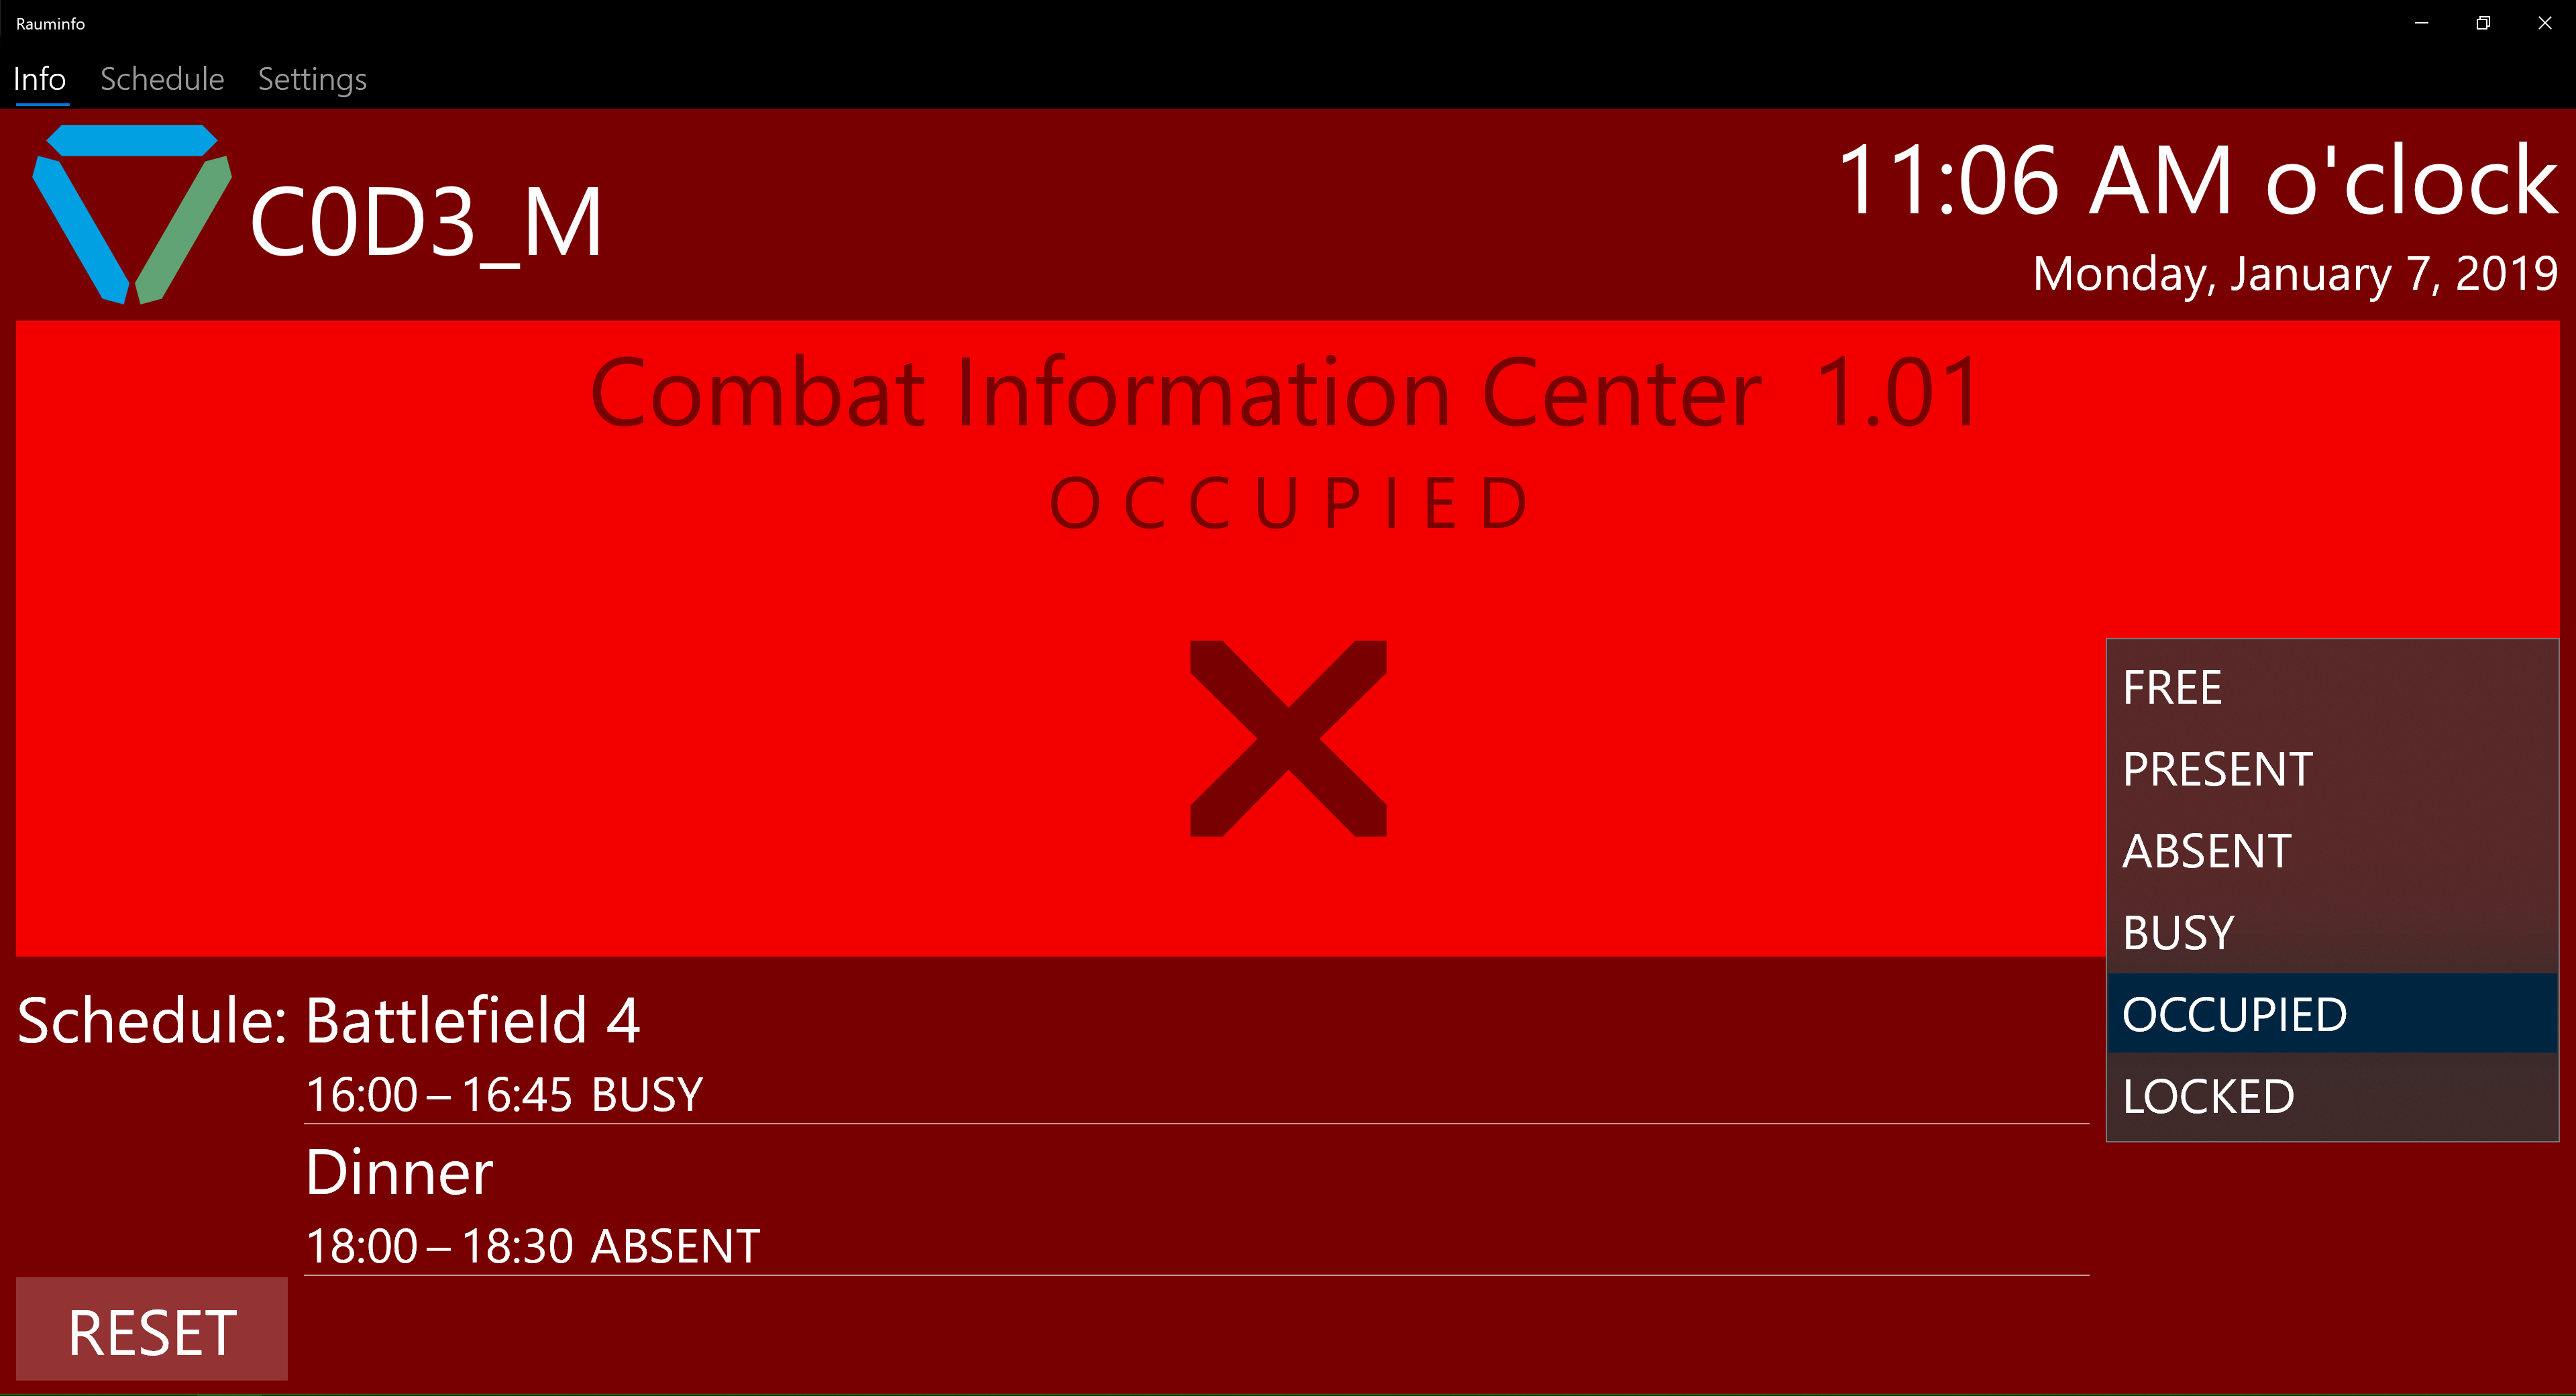 Rauminfo
Info Schedule Settings
C0D3_M
11:06 AM o'clock
Monday, January 7, 2019
Combat Information Center 1.01
OCCUPIED
FREE
PRESENT
ABSENT
BUSY
OCCUPIED
LOCKED
Schedule: Battlefield 4
16:00 – 16:45 BUSY
Dinner
18:00 – 18:30 ABSENT
RESET